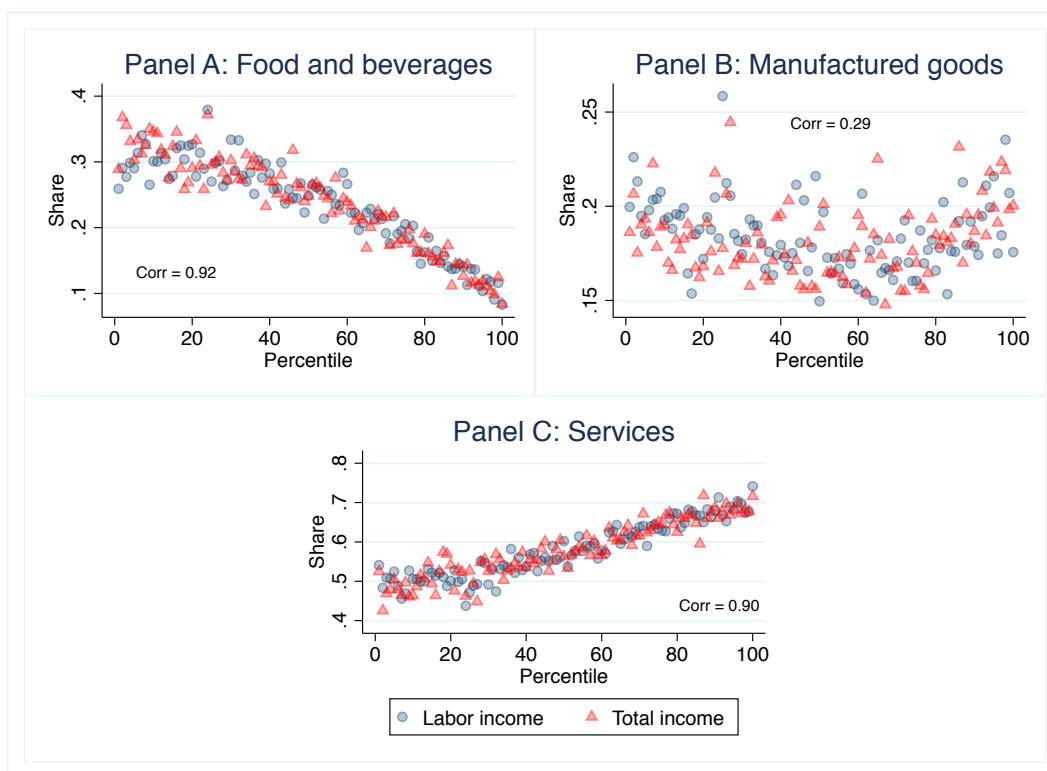 Panel A: Food and beverages
.4
.3
.2
.1
Share
Corr = 0.92
0 20 40 60 80 100
Percentile
Panel B: Manufactured goods
.25
.2
.15
Share
Corr = 0.29
0 20 40 60 80 100
Percentile
Panel C: Services
.8
.7
.6
.5
.4
Share
Corr = 0.90
0 20 40 60 80 100
Percentile
Labor income Total income